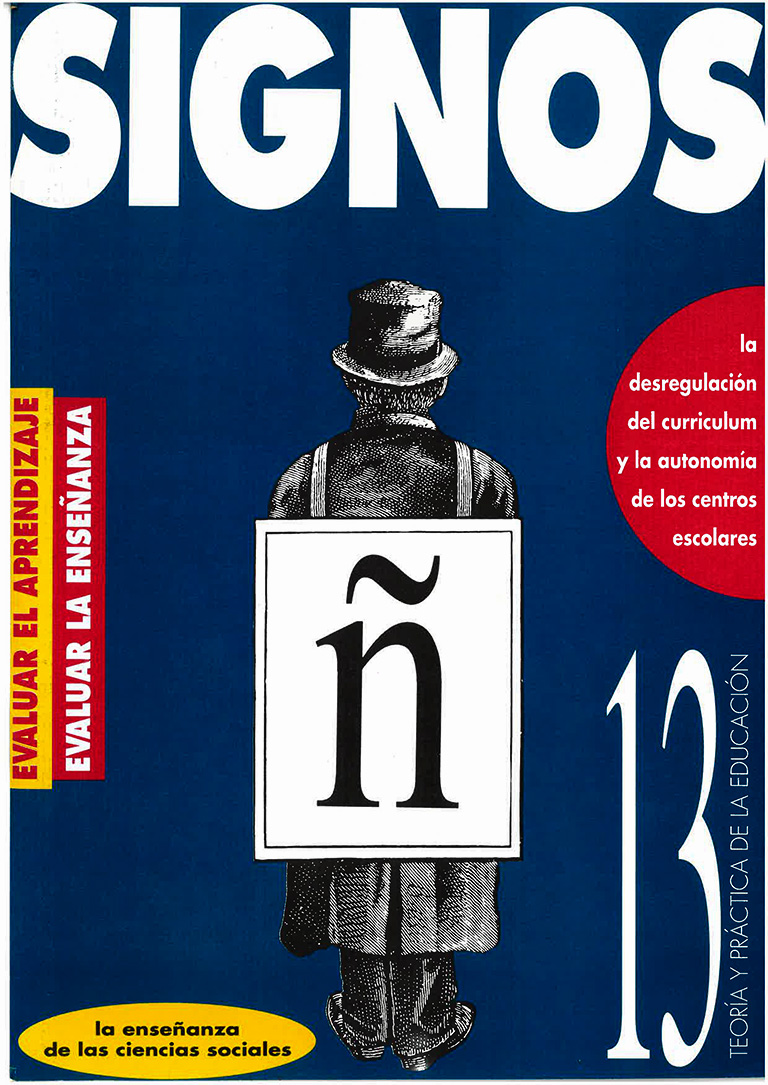 SIGNOS
la
desregulación
del curriculum
y la autonomía
de los centros
escolares
EVALUAR EL APRENDIZAJE
EVALUAR LA ENSEÑANZA
ñ
13
TEORÍA Y PRÁCTICA DE LA EDUCACIÓN
la enseñanza
de las ciencias sociales